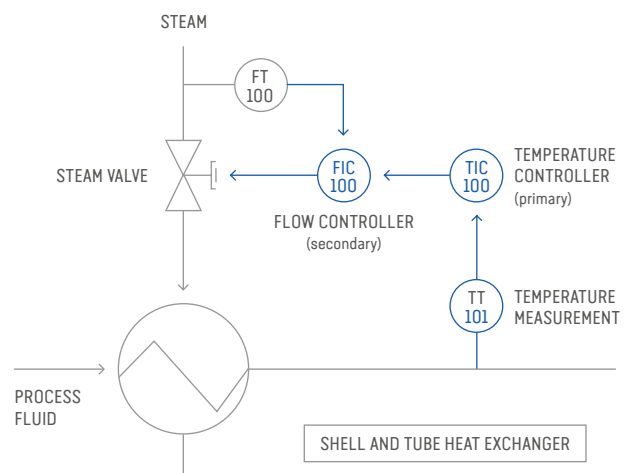 STEAM
FT
100
STEAM VALVE
FIC
100
TIC
100
TEMPERATURE
CONTROLLER
(primary)
FLOW CONTROLLER
(secondary)
TT
101
TEMPERATURE
MEASUREMENT
PROCESS
FLUID
SHELL AND TUBE HEAT EXCHANGER